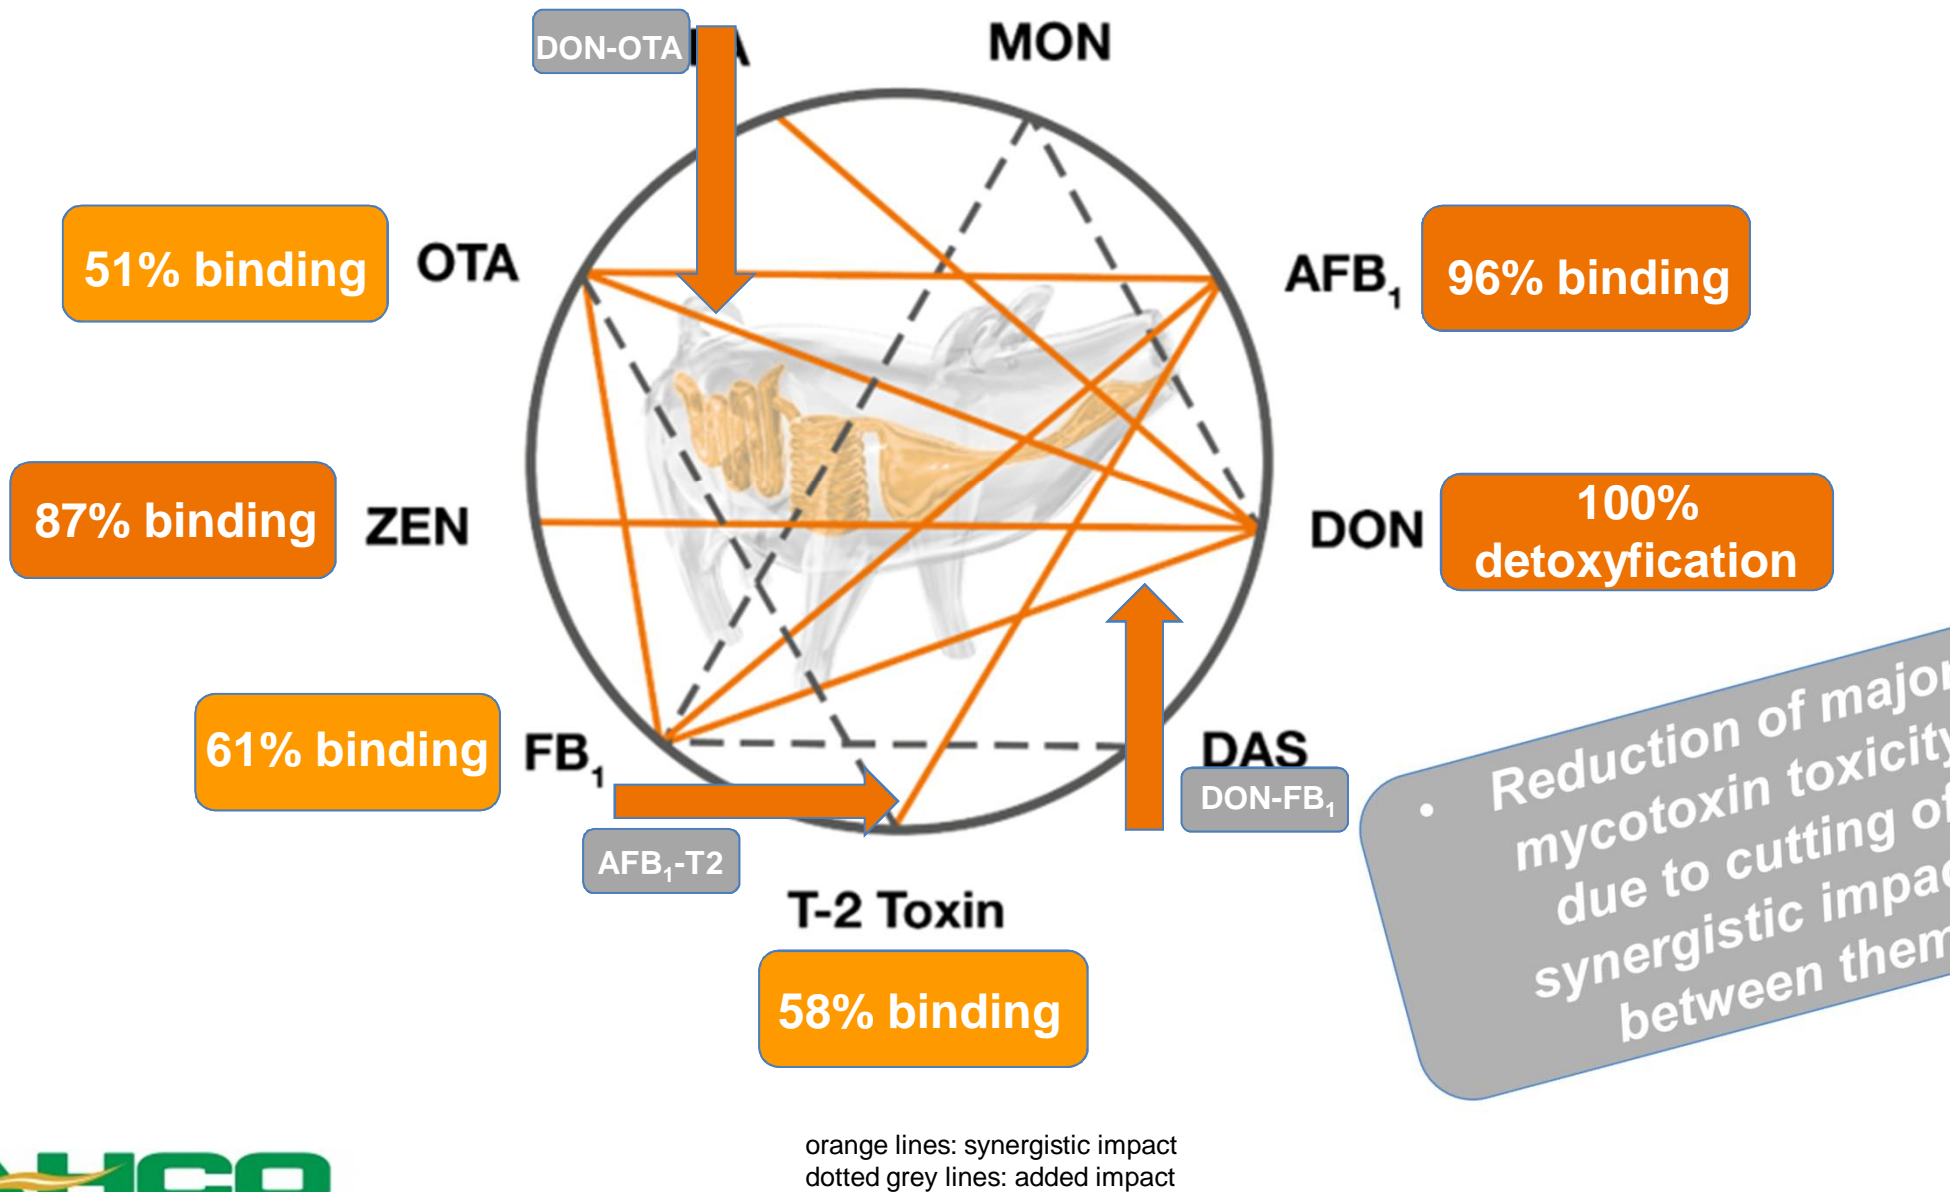 DON-OTA
MON
51% binding
OTA
AFB₁
96% binding
87% binding
ZEN
DON
100%
detoxyfication
61% binding
FB₁
DAS
DON-FB₁
AFB₁-T2
T-2 Toxin
58% binding
• Reduction of major
mycotoxin toxicity
due to cutting of
synergistic impac
between them
orange lines: synergistic impact
dotted grey lines: added impact